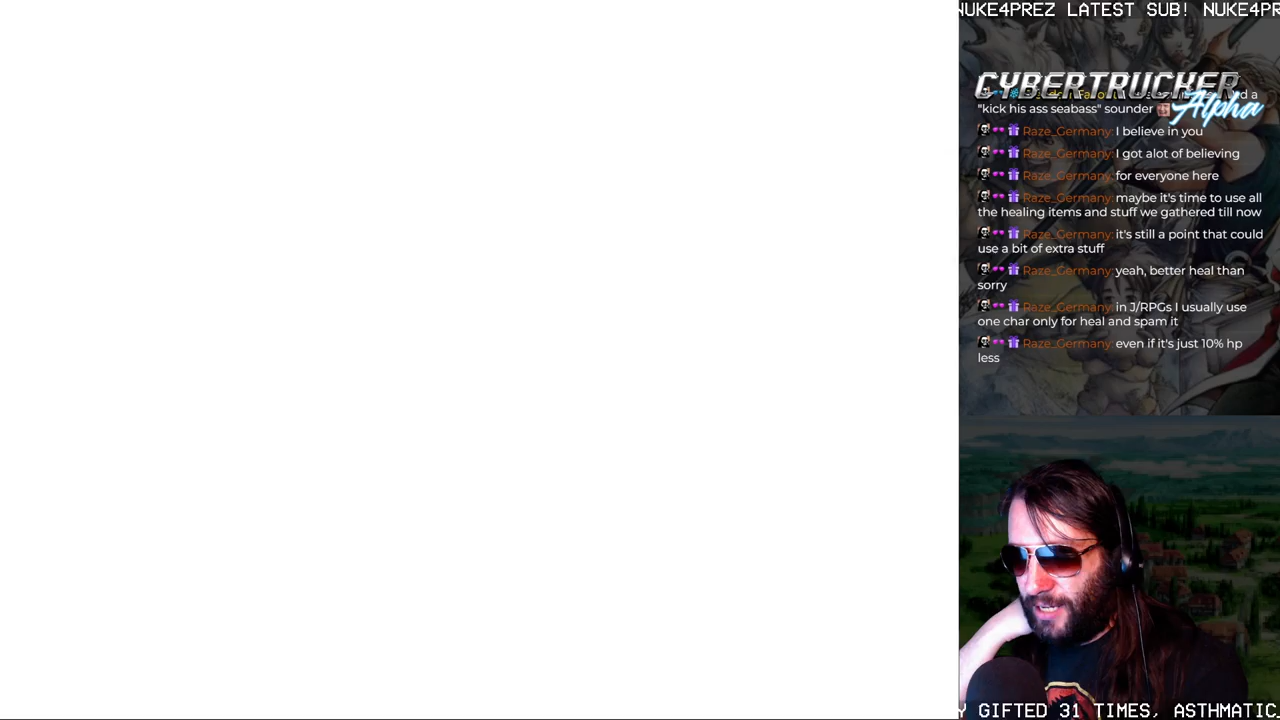 NUKE4PREZ LATEST SUB! NUKE4PR
CYBERTRUCKER
Alpha
d a
"kick his ass seabass" sounder
Raze_Germany: I believe in you
Raze_Germany: I got alot of believing
Raze_Germany: for everyone here
Raze_Germany: maybe it's time to use all
the healing items and stuff we gathered till now
Raze_Germany: it's still a point that could
use a bit of extra stuff
Raze_Germany: yeah, better heal than
sorry
Raze_Germany: in J/RPGs I usually use
one char only for heal and spam it
Raze_Germany: even if it's just 10% hp
less
Y GIFTED 31 TIMES, ASTHMATIC_